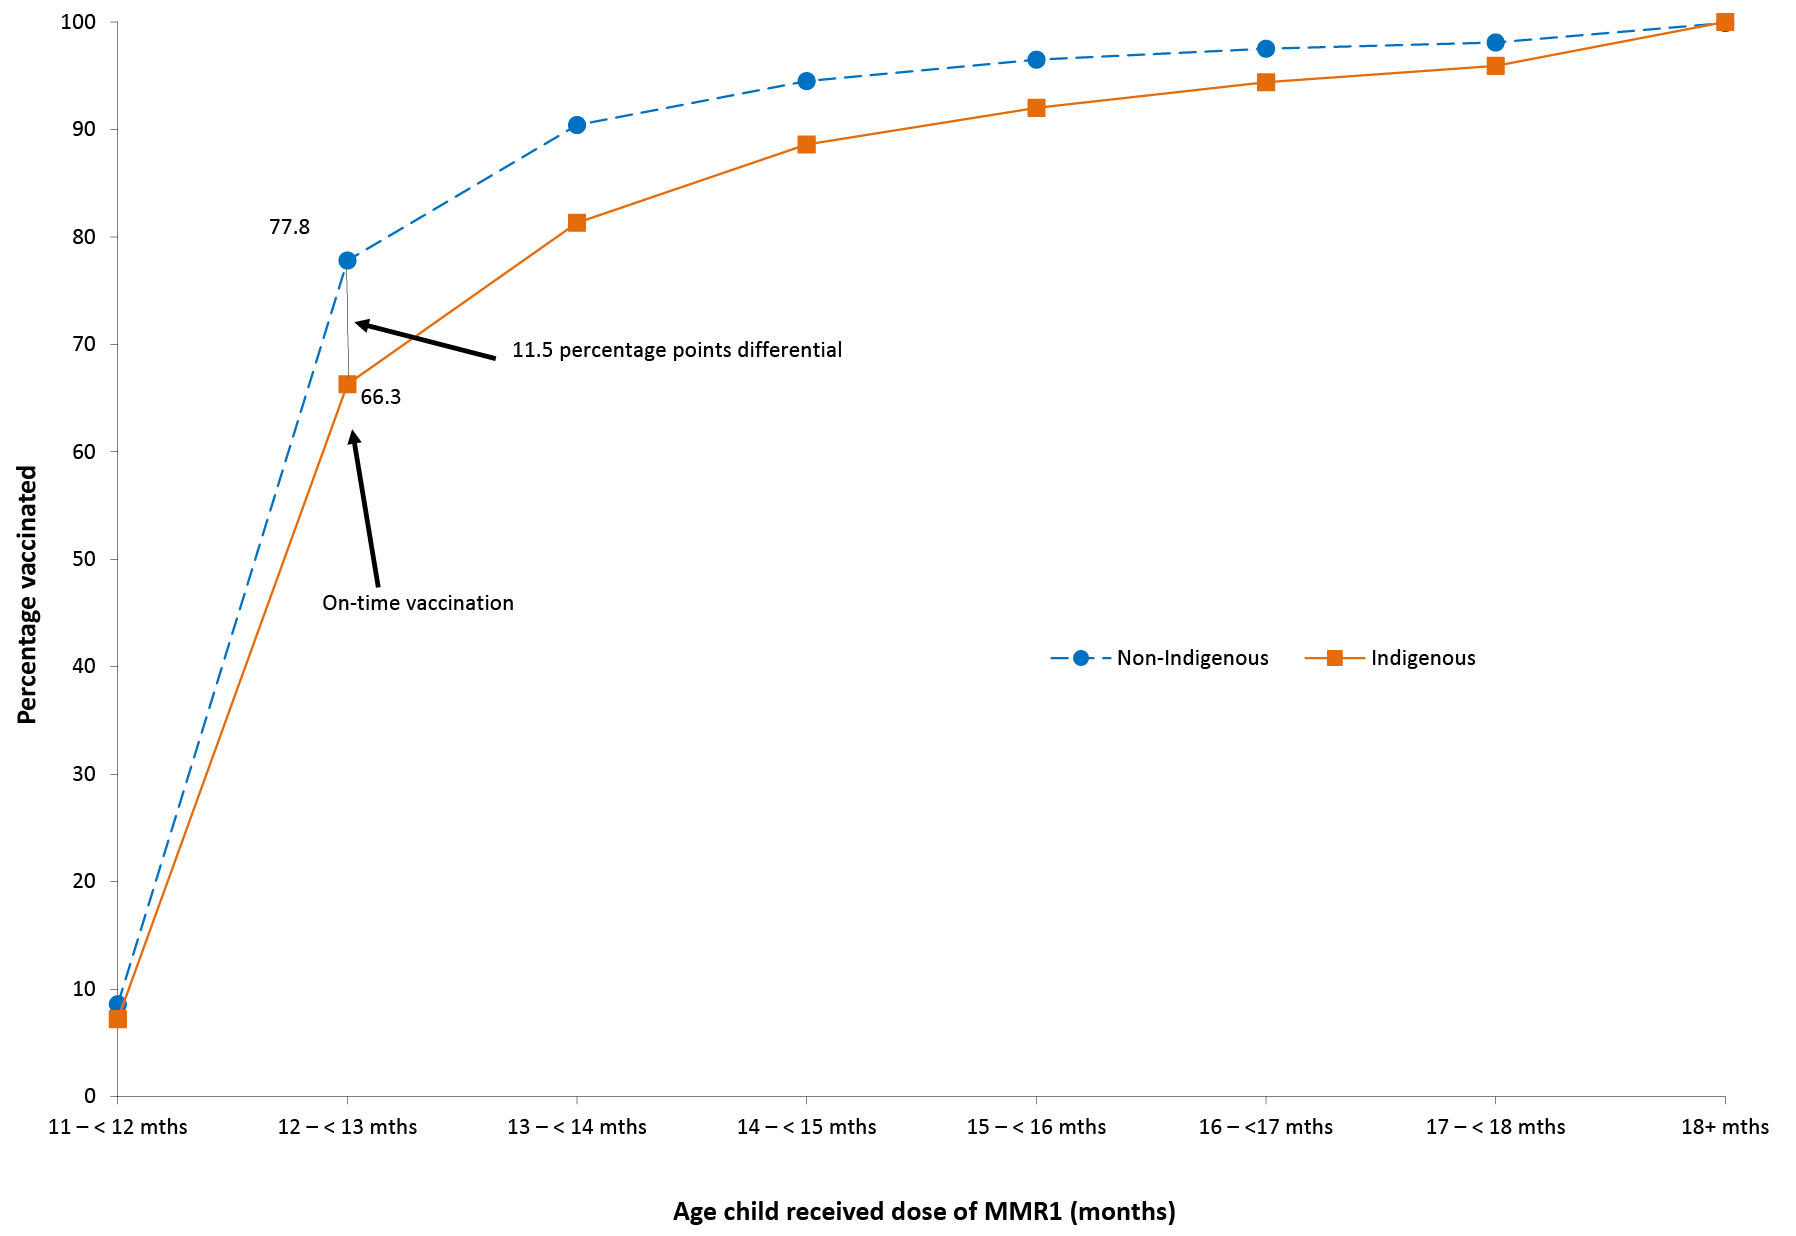 100
90
80
70
60
50
40
30
20
10
0
Percentage vaccinated
77.8
11.5 percentage points differential
66.3
On-time vaccination
Non-Indigenous
Indigenous
11 – < 12 mths
12 – < 13 mths
13 – < 14 mths
14 – < 15 mths
15 – < 16 mths
16 – <17 mths
17 – < 18 mths
18+ mths
Age child received dose of MMR1 (months)